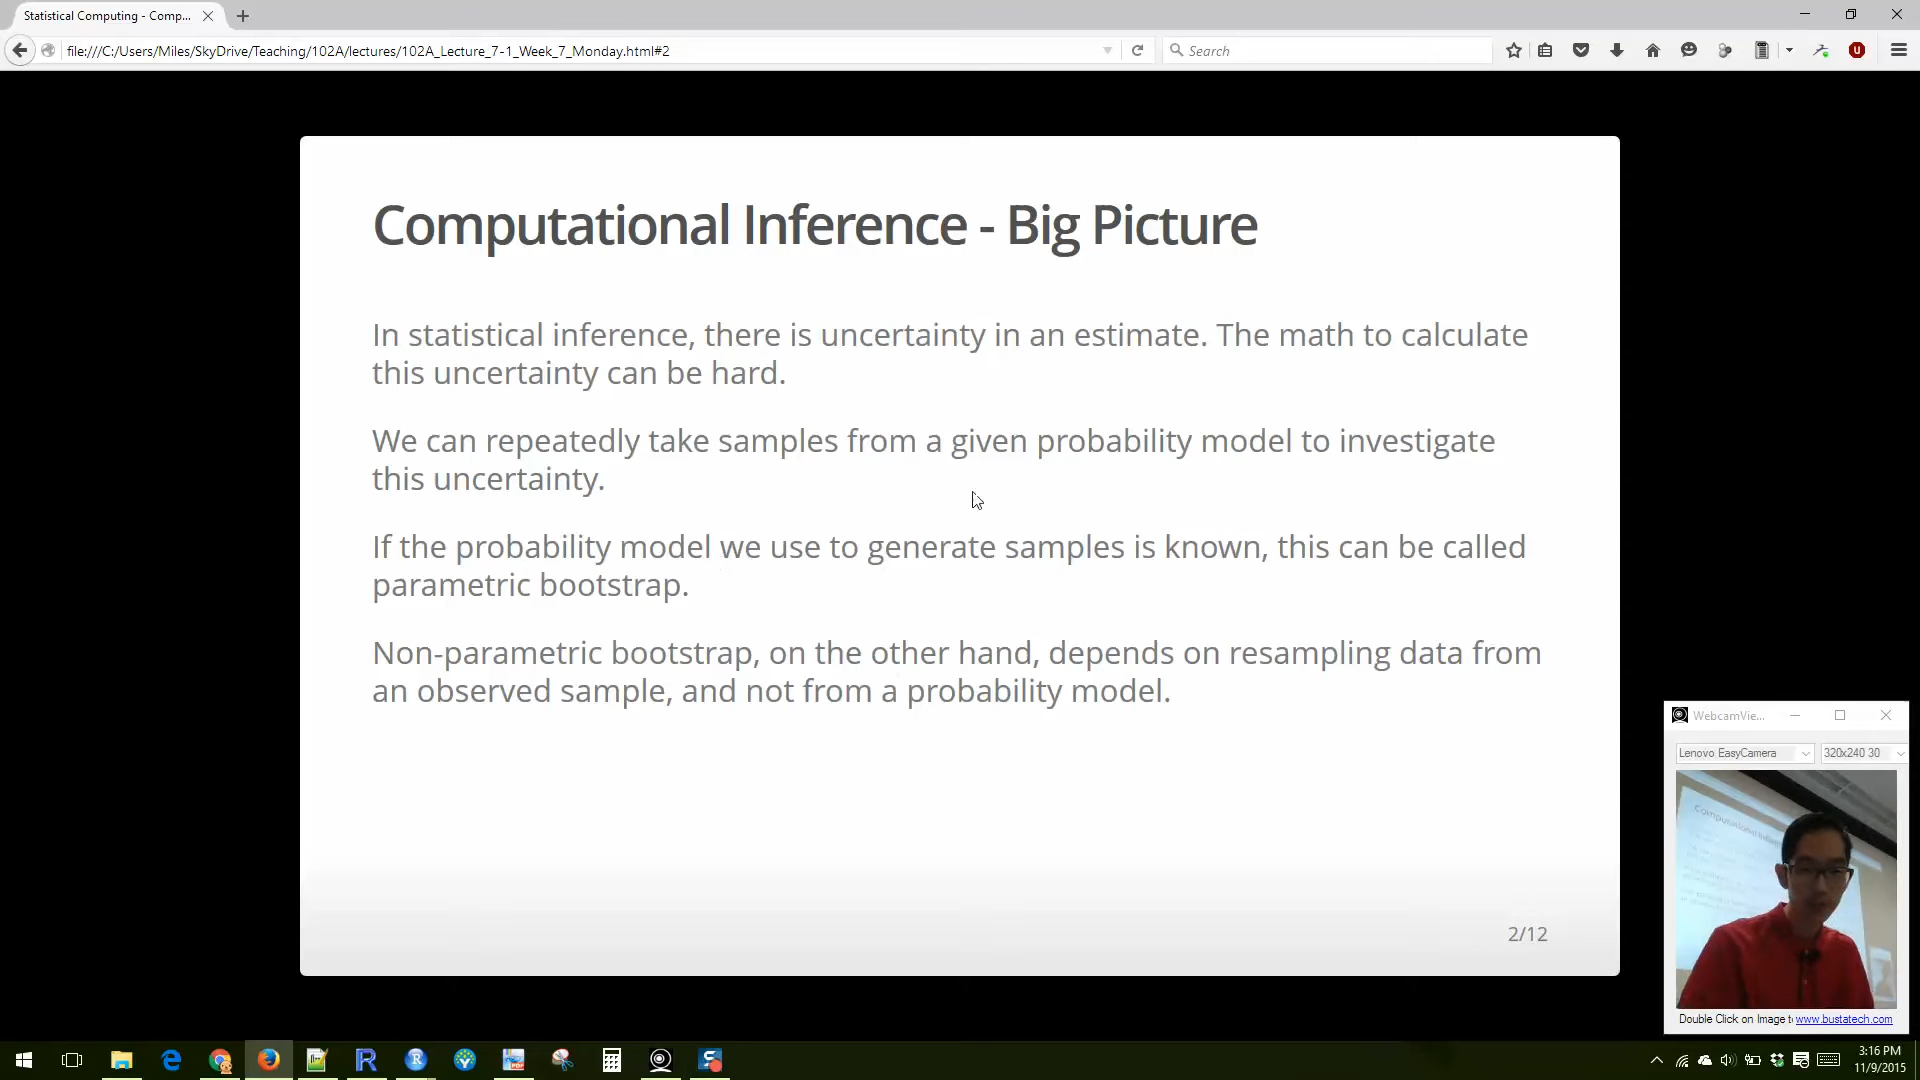 Statistical Computing - Comp...
file:///C:/Users/Miles/SkyDrive/Teaching/102A/lectures/102A_Lecture_7-1_Week_7_Monday.html#2
Search
Computational Inference - Big Picture
In statistical inference, there is uncertainty in an estimate. The math to calculate
this uncertainty can be hard.
We can repeatedly take samples from a given probability model to investigate
this uncertainty.
If the probability model we use to generate samples is known, this can be called
parametric bootstrap.
Non-parametric bootstrap, on the other hand, depends on resampling data from
an observed sample, and not from a probability model.
2/12
WebcamVie...
Lenovo EasyCamera
320x240 30
Double Click on Image t www.bustatech.com
3:16 PM
11/9/2015